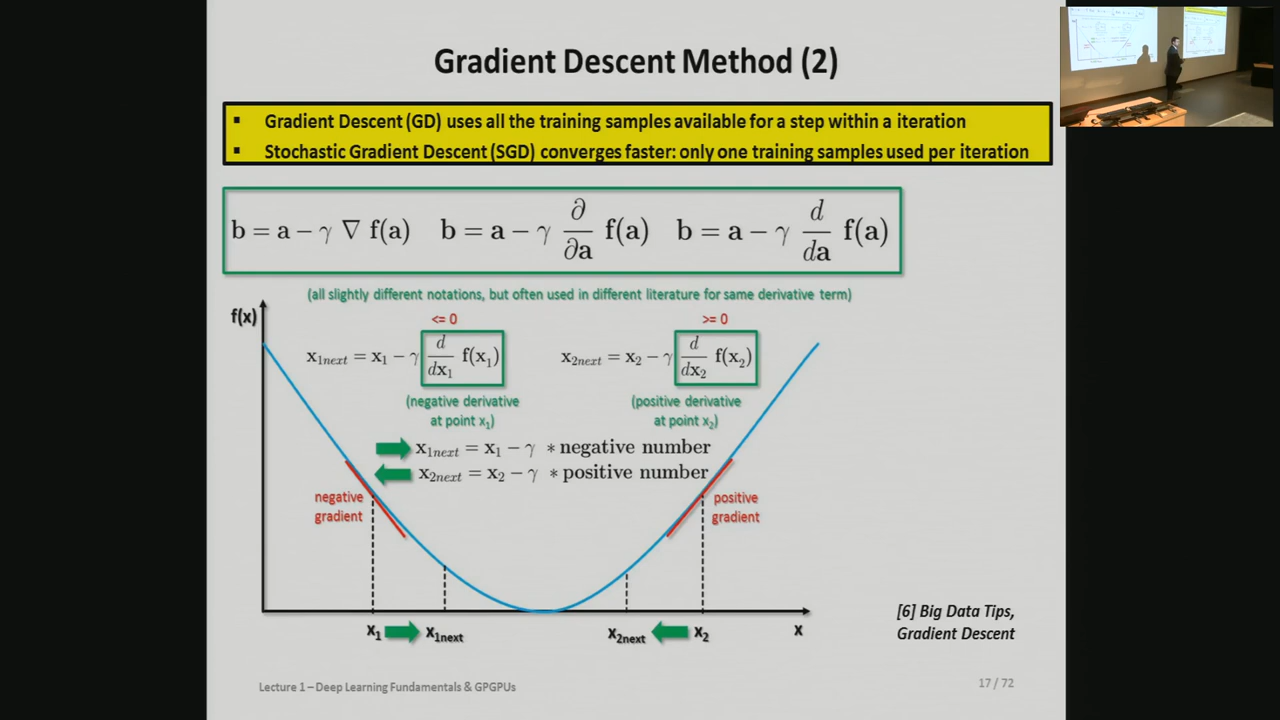 Gradient Descent Method (2)
▪ Gradient Descent (GD) uses all the training samples available for a step within a iteration
▪ Stochastic Gradient Descent (SGD) converges faster: only one training samples used per iteration
b = a − γ ∇ f(a)   b = a − γ ∂/∂a f(a)   b = a − γ d/da f(a)
(all slightly different notations, but often used in different literature for same derivative term)
f(x)
<= 0   >= 0
x1next = x1 − γ d/dx1 f(x1)   x2next = x2 − γ d/dx2 f(x2)
(negative derivative   (positive derivative
at point x1)   at point x2)
x1next = x1 − γ * negative number
x2next = x2 − γ * positive number
negative   positive
gradient   gradient
[6] Big Data Tips,
Gradient Descent
x1   x1next   x2next   x2   x
Lecture 1 – Deep Learning Fundamentals & GPGPUs   17 / 72